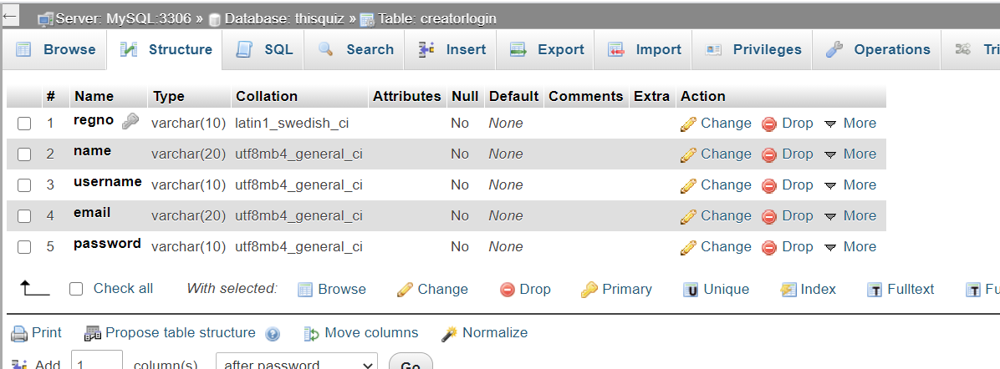 Server: MySQL:3306 » Database: thisquiz » Table: creatorlogin
Browse Structure SQL Search Insert Export Import Privileges Operations Tri
# Name Type Collation Attributes Null Default Comments Extra Action
1 regno varchar(10) latin1_swedish_ci No None Change Drop More
2 name varchar(20) utf8mb4_general_ci No None Change Drop More
3 username varchar(10) utf8mb4_general_ci No None Change Drop More
4 email varchar(20) utf8mb4_general_ci No None Change Drop More
5 password varchar(10) utf8mb4_general_ci No None Change Drop More
Check all With selected: Browse Change Drop Primary Unique Index Fulltext Fu
Print Propose table structure Move columns Normalize
Add 1 column(s) after password Go